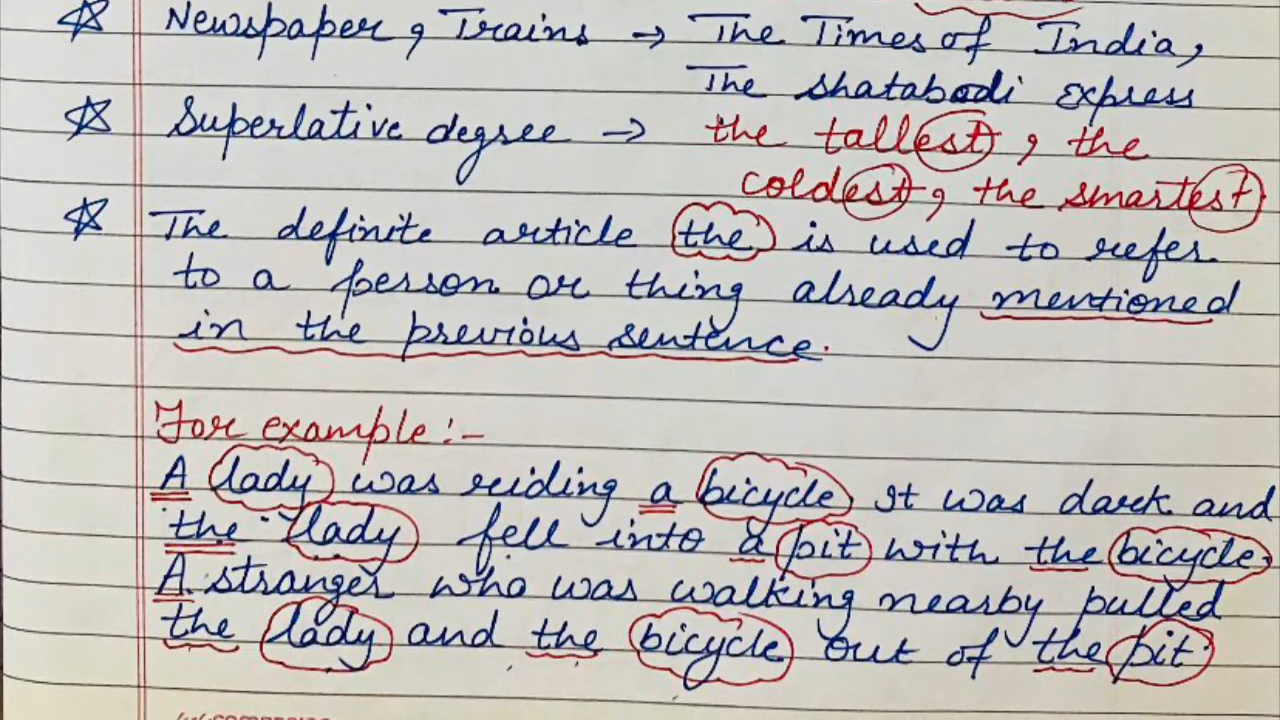 ☆ Newspaper, Trains → The Times of India,
The Shatabadi express
☆ Superlative degree → the tallest, the
coldest, the smartest
☆ The definite article the is used to refer
to a person or thing already mentioned
in the previous sentence.
For example:-
A lady was riding a bicycle It was dark and
the lady fell into a pit with the bicycle.
A stranger who was walking nearby pulled
the lady and the bicycle out of the pit.